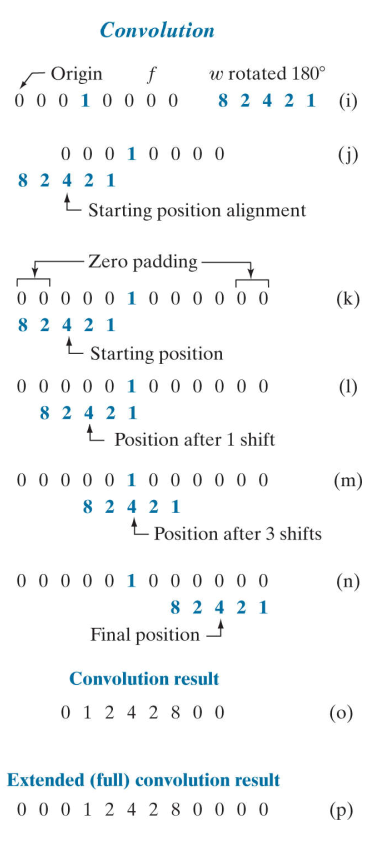 Convolution
Origin f w rotated 180°
0 0 0 1 0 0 0 0 8 2 4 2 1 (i)
0 0 0 1 0 0 0 0 (j)
8 2 4 2 1
Starting position alignment
Zero padding
0 0 0 0 0 1 0 0 0 0 0 0 (k)
8 2 4 2 1
Starting position
0 0 0 0 0 1 0 0 0 0 0 0 (l)
8 2 4 2 1
Position after 1 shift
0 0 0 0 0 1 0 0 0 0 0 0 (m)
8 2 4 2 1
Position after 3 shifts
0 0 0 0 0 1 0 0 0 0 0 0 (n)
8 2 4 2 1
Final position
Convolution result
0 1 2 4 2 8 0 0 (o)
Extended (full) convolution result
0 0 0 1 2 4 2 8 0 0 0 0 (p)